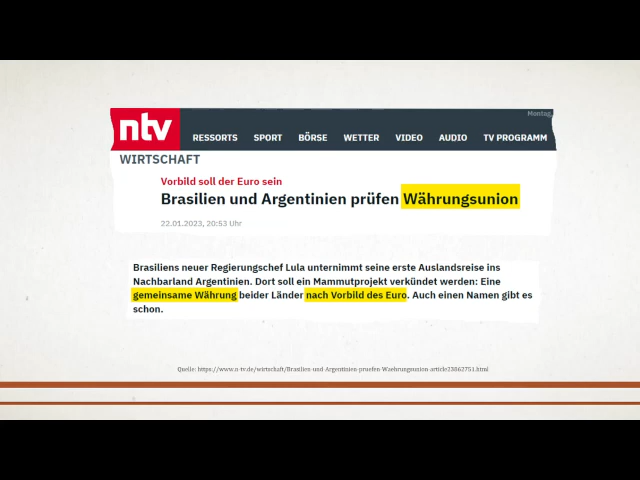 Montag,
ntv
RESSORTS SPORT BÖRSE WETTER VIDEO AUDIO TV PROGRAMM
WIRTSCHAFT
Vorbild soll der Euro sein
Brasilien und Argentinien prüfen Währungsunion
22.01.2023, 20:53 Uhr
Brasiliens neuer Regierungschef Lula unternimmt seine erste Auslandsreise ins
Nachbarland Argentinien. Dort soll ein Mammutprojekt verkündet werden: Eine
gemeinsame Währung beider Länder nach Vorbild des Euro. Auch einen Namen gibt es
schon.
Quelle: https://www.n-tv.de/wirtschaft/Brasilien-und-Argentinien-pruefen-Waehrungsunion-article23862751.html